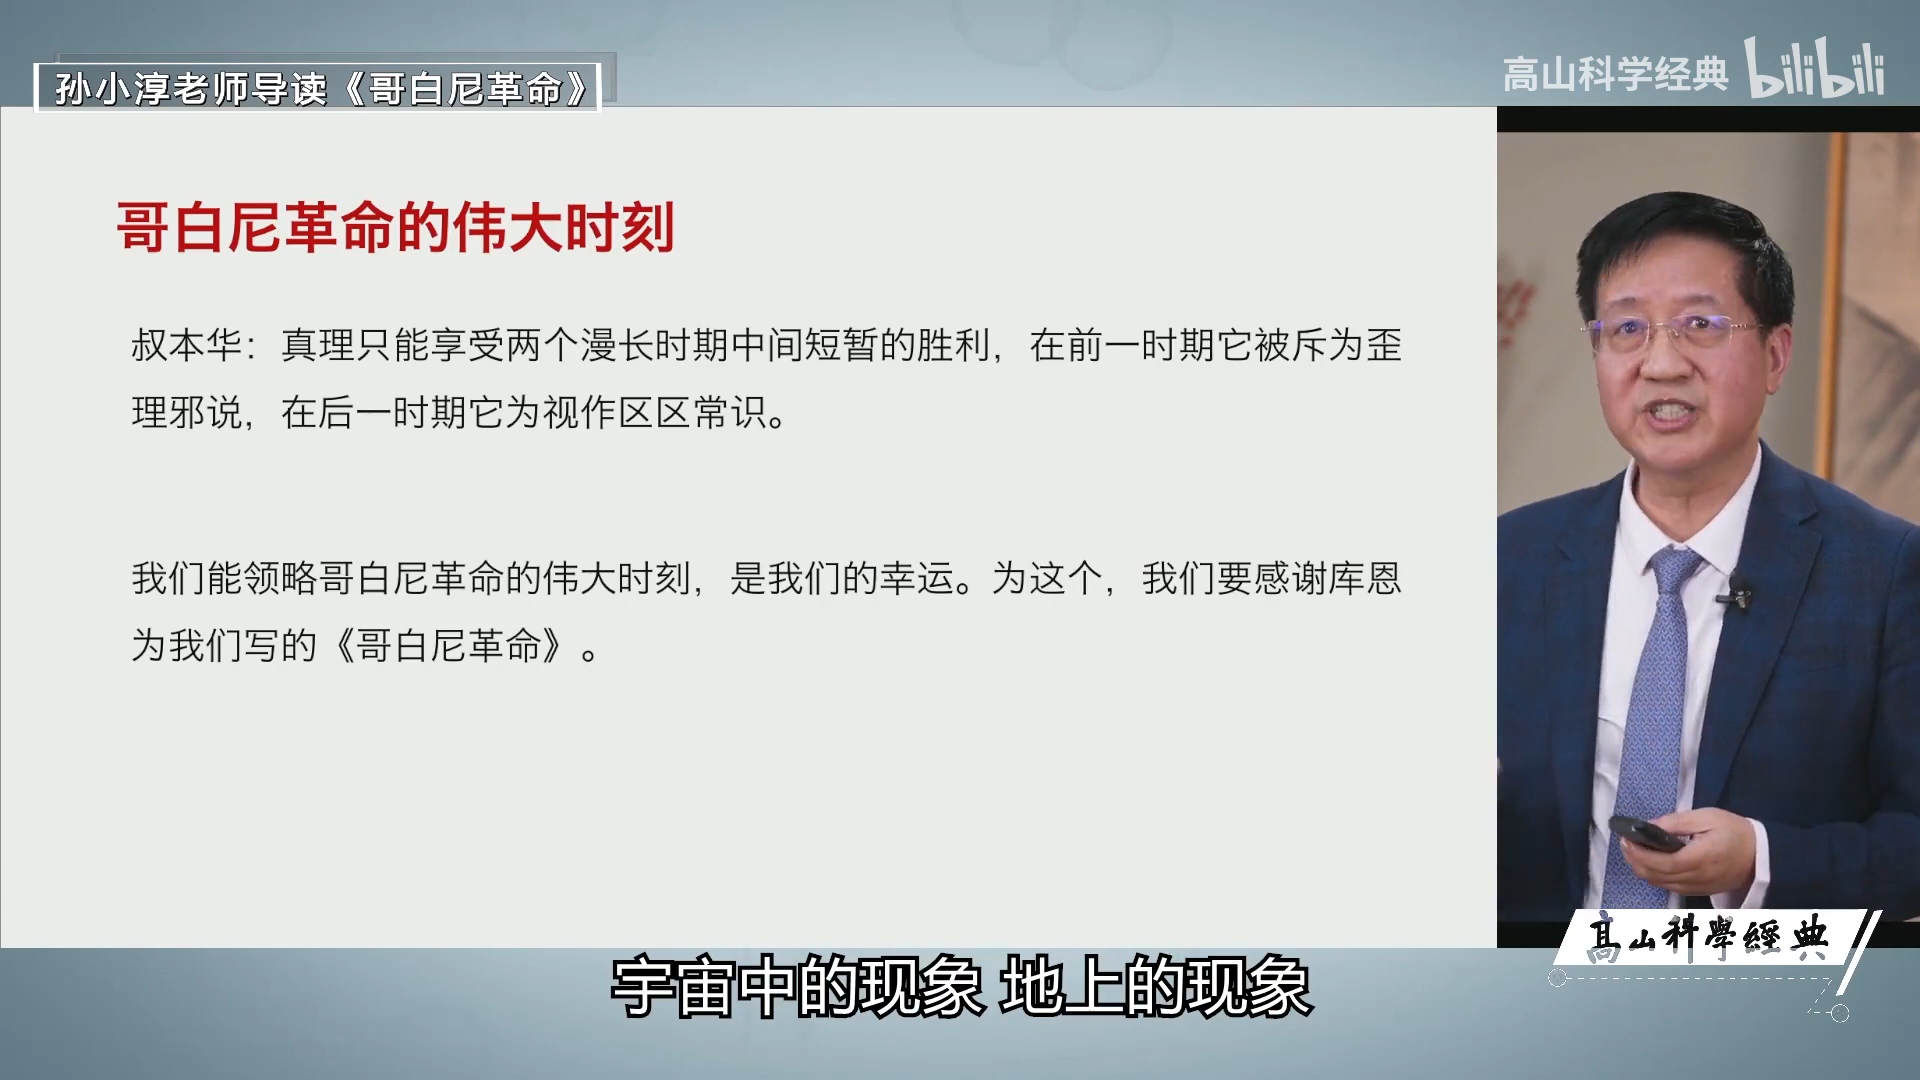 孙小淳老师导读《哥白尼革命》
高山科学经典 bilibili
哥白尼革命的伟大时刻
叔本华：真理只能享受两个漫长时期中间短暂的胜利，在前一时期它被斥为歪
理邪说，在后一时期它为视作区区常识。
我们能领略哥白尼革命的伟大时刻，是我们的幸运。为这个，我们要感谢库恩
为我们写的《哥白尼革命》。
高山科學經典
宇宙中的现象 地上的现象